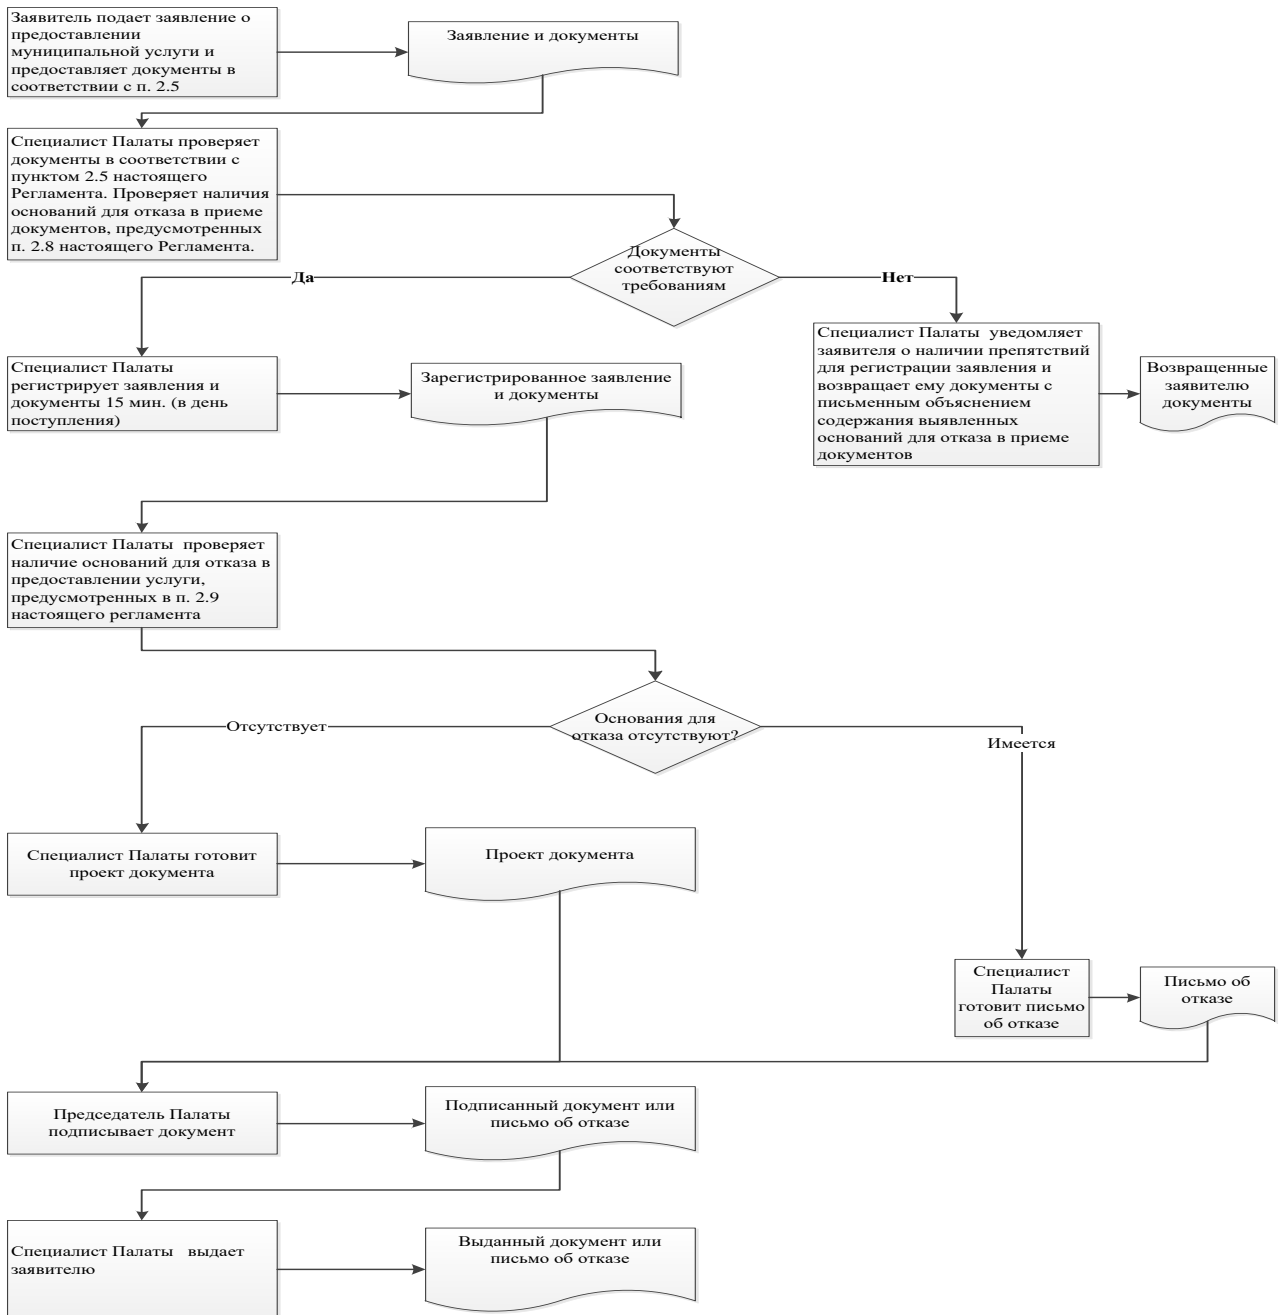 Заявитель подает заявление о
предоставлении
муниципальной услуги и
предоставляет документы в
соответствии с п. 2.5
Заявление и документы
Специалист Палаты проверяет
документы в соответствии с
пунктом 2.5 настоящего
Регламента. Проверяет наличия
оснований для отказа в приеме
документов, предусмотренных
п. 2.8 настоящего Регламента.
Документы
соответствуют
требованиям
Да
Нет
Специалист Палаты
регистрирует заявления и
документы 15 мин. (в день
поступления)
Зарегистрированное заявление
и документы
Специалист Палаты уведомляет
заявителя о наличии препятствий
для регистрации заявления и
возвращает ему документы с
письменным объяснением
содержания выявленных
оснований для отказа в приеме
документов
Возвращенные
заявителю
документы
Специалист Палаты проверяет
наличие оснований для отказа в
предоставлении услуги,
предусмотренных в п. 2.9
настоящего регламента
Основания для
отказа отсутствуют?
Отсутствует
Имеется
Специалист Палаты готовит
проект документа
Проект документа
Специалист
Палаты
готовит письмо
об отказе
Письмо об
отказе
Председатель Палаты
подписывает документ
Подписанный документ или
письмо об отказе
Специалист Палаты выдает
заявителю
Выданный документ или
письмо об отказе